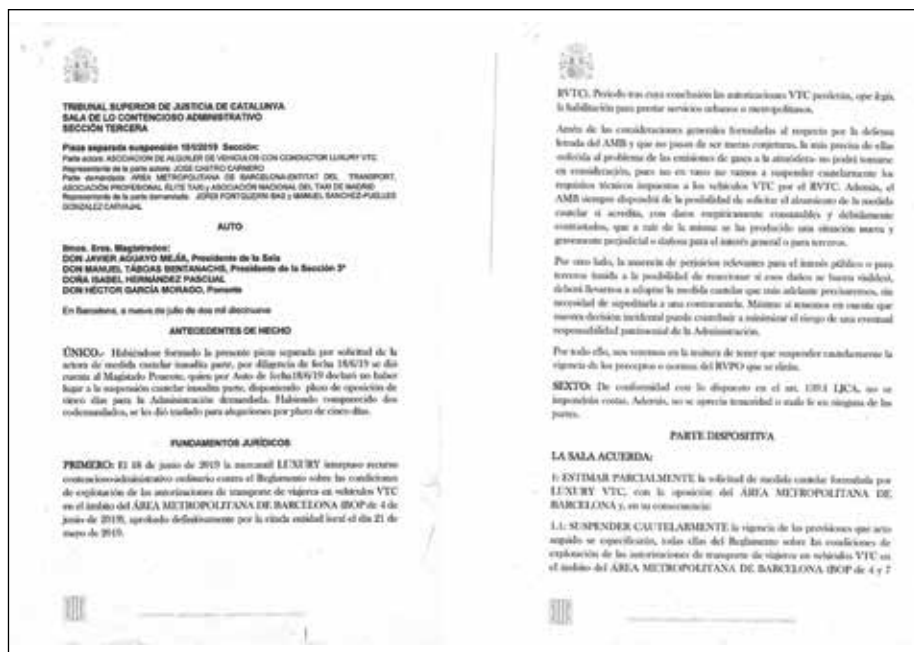 TRIBUNAL SUPERIOR DE JUSTICIA DE CATALUNYA
SALA DE LO CONTENCIOSO ADMINISTRATIVO
SECCIÓN TERCERA
Pieza separada suspensión 10/2019 Sección:
Parte actora: ASOCIACION DE ALQUILER DE VEHICULOS CON CONDUCTOR LUXURY VTC
Representante de la parte actora: JOSE CASTRO CARNERO
Parte demandada: AREA METROPOLITANA DE BARCELONA-ENTITAT DEL TRANSPORT,
ASOCIACIÓN PROFESIONAL ÉLITE TAXI y ASOCIACIÓN NACIONAL DEL TAXI DE MADRID
Representante de la parte demandada: JORDI FONTQUERNI BAS y MANUEL SANCHEZ-PUELLES
GONZALEZ CARVAJAL
AUTO
Ilmos. Sres. Magistrados:
DON JAVIER AGUAYO MEJÍA, Presidente de la Sala
DON MANUEL TÁBOAS BENTANACHS, Presidente de la Sección 3ª
DOÑA ISABEL HERNÁNDEZ PASCUAL
DON HÉCTOR GARCÍA MORAGO, Ponente
En Barcelona, a nueve de julio de dos mil diecinueve
ANTECEDENTES DE HECHO
ÚNICO.- Habiéndose formado la presente pieza separada por solicitud de la
actora de medida cautelar inaudita parte, por diligencia de fecha 18/6/19 se dió
cuenta al Magistado Ponente, quien por Auto de fecha18/6/19 declaró no haber
lugar a la suspensión cautelar inaudita parte, disponiendo plazo de oposición de
cinco días para la Administración demandada. Habiendo comparecido dos
codemandados, se les dió traslado para alegaciones por plazo de cinco días.
FUNDAMENTOS JURÍDICOS
PRIMERO: El 18 de junio de 2019 la mercantil LUXURY interpuso recurso
contencioso-administrativo ordinario contra el Reglamento sobre las condiciones
de explotación de las autorizaciones de transporte de viajeros en vehículos VTC
en el ámbito del ÁREA METROPOLITANA DE BARCELONA (BOP de 4 de
junio de 2019), aprobado definitivamente por la citada entidad local el día 21 de
mayo de 2019.
RVTC. Periodo tras cuya conclusión las autorizaciones VTC perderán, que
la habilitación para prestar servicios urbanos o metropolitanos.
Amén de las consideraciones generales formuladas al respecto por la defensa
letrada del AMB y que no pasan de ser meras conjeturas, la más precisa de ellas
-referida al problema de las emisiones de gases a la atmósfera- no podrá tomarse
en consideración, pues no en vano no vamos a suspender cautelarmente los
requisitos técnicos impuestos a los vehículos VTC por el RVTC. Además, el
AMB siempre dispondrá de la posibilidad de solicitar el alzamiento de la medida
cautelar si acredita, con datos empíricamente constatables y debidamente
contrastados, que a raíz de la misma se ha producido una situación nueva y
gravemente perjudicial o dañosa para el interés general o para terceros.
Por otro lado, la ausencia de perjuicios relevantes para el interés público o para
terceros (unida a la posibilidad de reaccionar si esos daños se hacen visibles),
deberá llevarnos a adoptar la medida cautelar que más adelante precisaremos, sin
necesidad de supeditarla a una contracautela. Máxime si tenemos en cuenta que
nuestra decisión incidental puede contribuir a minimizar el riesgo de una eventual
responsabilidad patrimonial de la Administración.
Por todo ello, nos veremos en la tesitura de tener que suspender cautelarmente la
vigencia de los preceptos o normas del RVPO que se dirán.
SEXTO: De conformidad con lo dispuesto en el art. 139.1 LJCA, no se
impondrán costas. Además, no se aprecia temeridad o mala fe en ninguna de las
partes.
PARTE DISPOSITIVA
LA SALA ACUERDA:
1: ESTIMAR PARCIALMENTE la solicitud de medida cautelar formulada por
LUXURY VTC, con la oposición del ÁREA METROPOLITANA DE
BARCELONA y, en su consecuencia:
1.1: SUSPENDER CAUTELARMENTE la vigencia de las previsiones que acto
seguido se especificarán, todas ellas del Reglamento sobre las condiciones de
explotación de las autorizaciones de transporte de viajeros en vehículos VTC en
el ámbito del ÁREA METROPOLITANA DE BARCELONA (BOP de 4 y 7